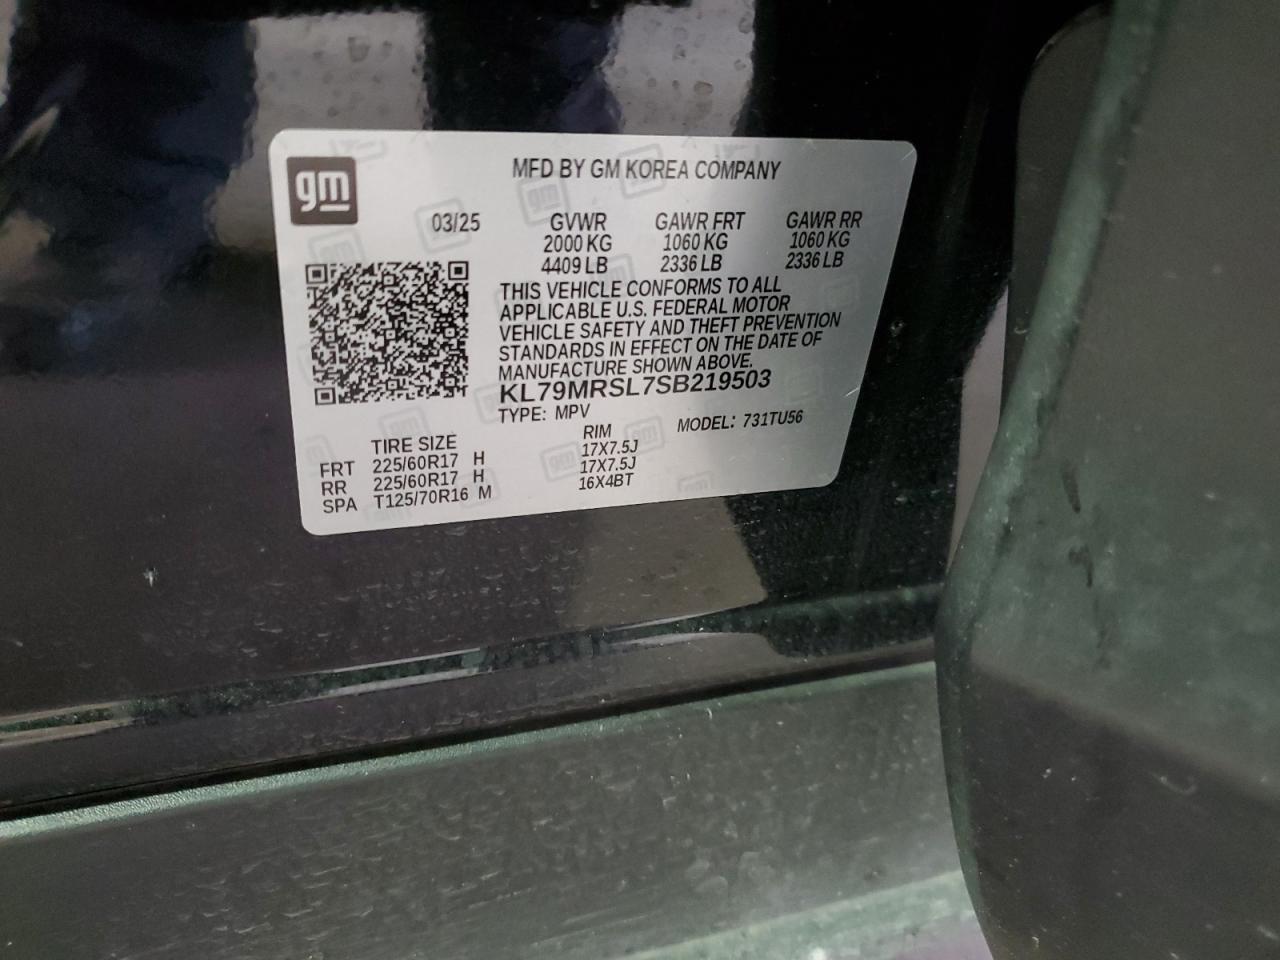 gm
MFD BY GM KOREA COMPANY
03/25 GVWR GAWR FRT GAWR RR
2000 KG 1060 KG 1060 KG
4409 LB 2336 LB 2336 LB
THIS VEHICLE CONFORMS TO ALL
APPLICABLE U.S. FEDERAL MOTOR
VEHICLE SAFETY AND THEFT PREVENTION
STANDARDS IN EFFECT ON THE DATE OF
MANUFACTURE SHOWN ABOVE.
KL79MRSL7SB219503
TYPE: MPV MODEL: 731TU56
TIRE SIZE RIM
FRT 225/60R17 H 17X7.5J
RR 225/60R17 H 17X7.5J
SPA T125/70R16 M 16X4BT